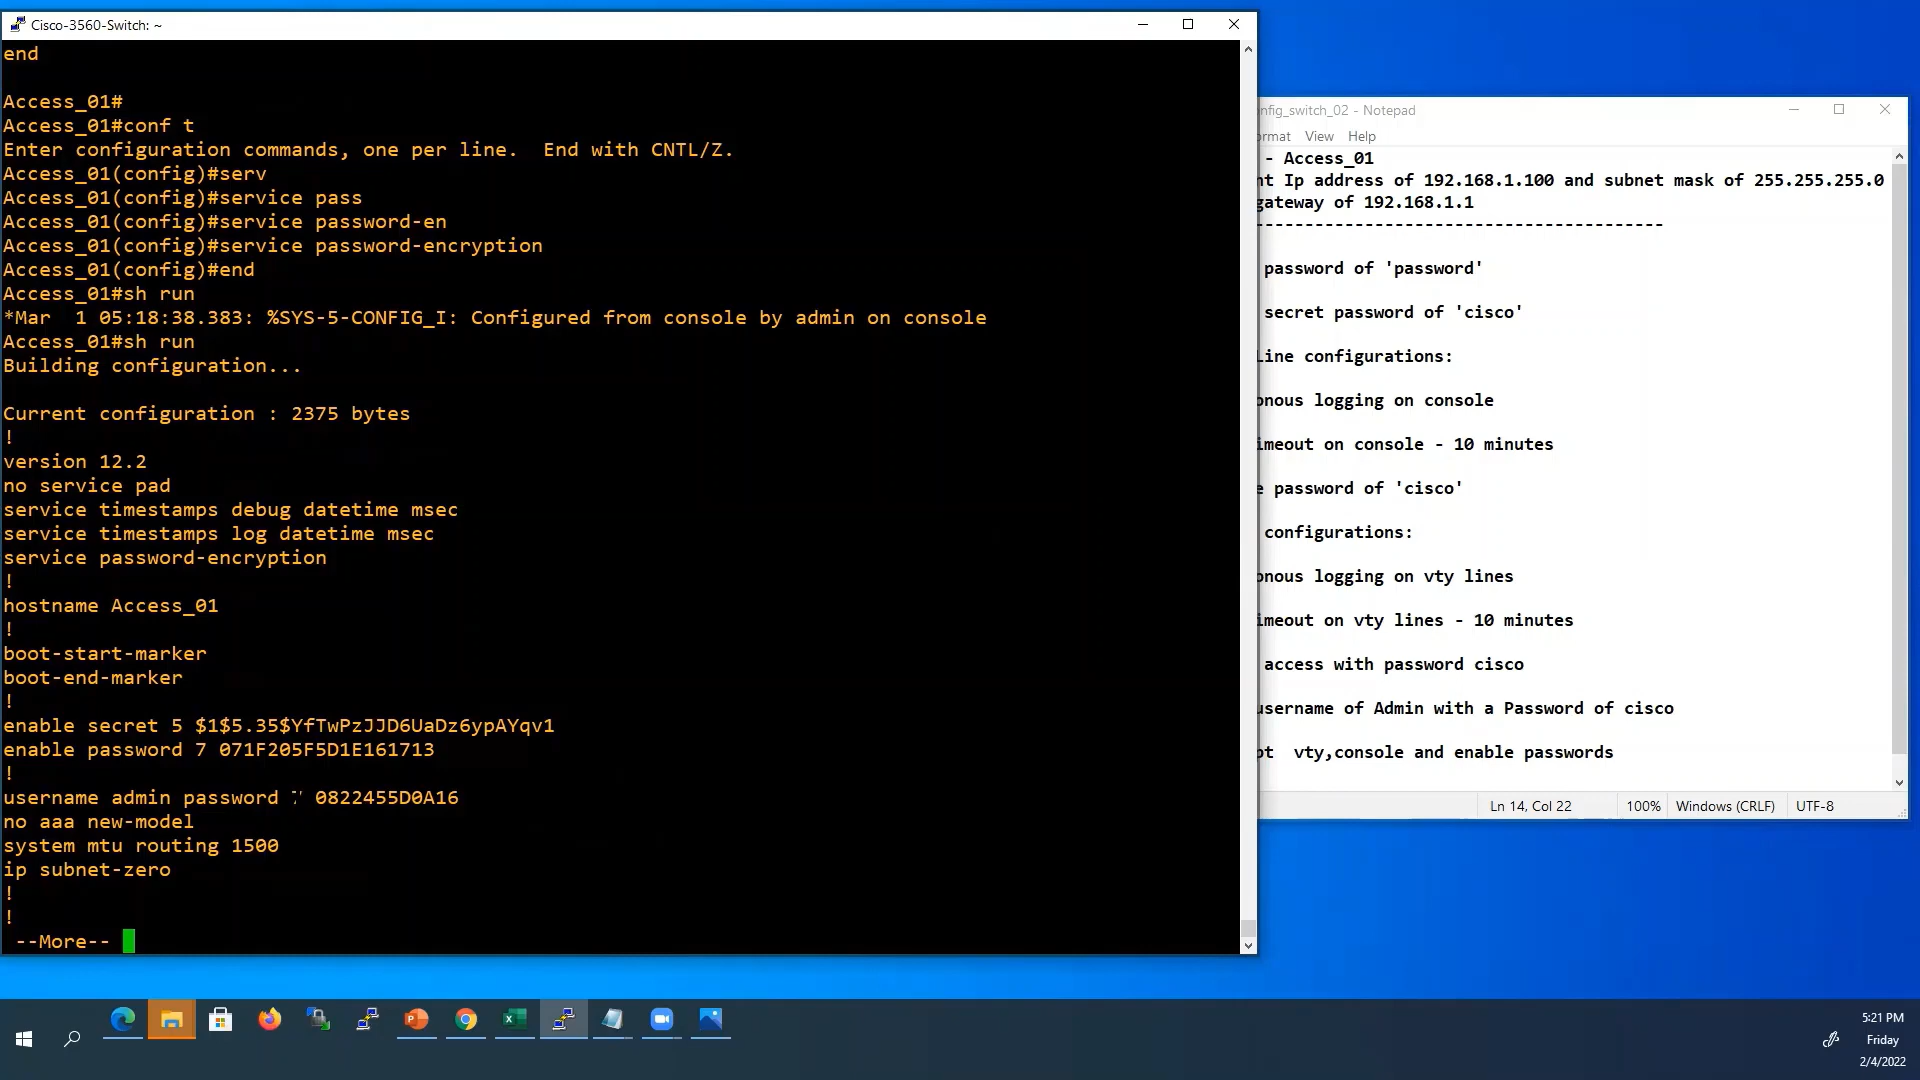 Cisco-3560-Switch: ~
end
Access_01#
Access_01#conf t
Enter configuration commands, one per line.  End with CNTL/Z.
Access_01(config)#serv
Access_01(config)#service pass
Access_01(config)#service password-en
Access_01(config)#service password-encryption
Access_01(config)#end
Access_01#sh run
*Mar  1 05:18:38.383: %SYS-5-CONFIG_I: Configured from console by admin on console
Access_01#sh run
Building configuration...
Current configuration : 2375 bytes
!
version 12.2
no service pad
service timestamps debug datetime msec
service timestamps log datetime msec
service password-encryption
!
hostname Access_01
!
boot-start-marker
boot-end-marker
!
enable secret 5 $1$5.35$YfTwPzJJD6UaDz6ypAYqv1
enable password 7 071F205F5D1E161713
!
username admin password 7 0822455D0A16
no aaa new-model
system mtu routing 1500
ip subnet-zero
!
!
--More--
nfig_switch_02 - Notepad
ormat View Help
- Access_01
nt Ip address of 192.168.1.100 and subnet mask of 255.255.255.0
gateway of 192.168.1.1
-----------------------------------------
password of 'password'
secret password of 'cisco'
Line configurations:
onous logging on console
imeout on console - 10 minutes
e password of 'cisco'
configurations:
onous logging on vty lines
imeout on vty lines - 10 minutes
access with password cisco
username of Admin with a Password of cisco
pt  vty,console and enable passwords
Ln 14, Col 22 100% Windows (CRLF) UTF-8
5:21 PM
Friday
2/4/2022